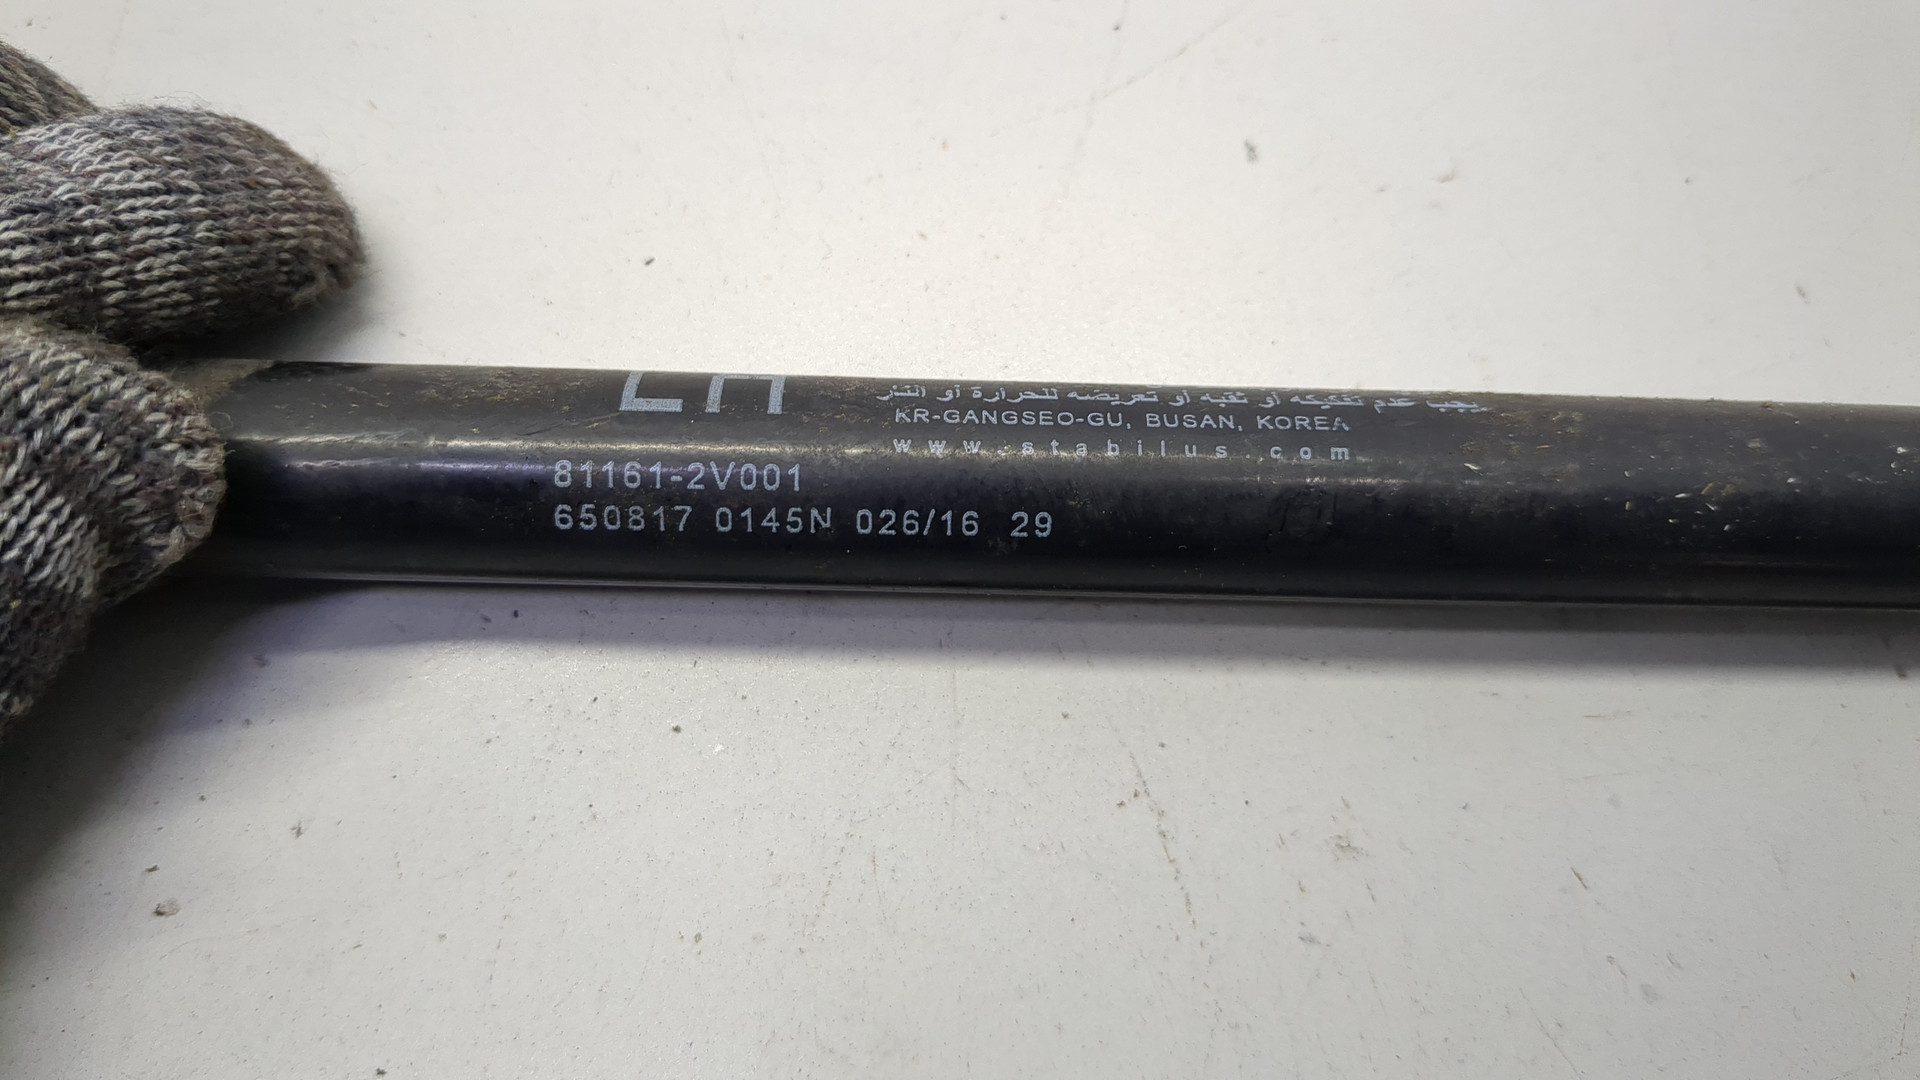 LH
يجب عدم تفكيكه أو ثقبه أو تعريضه للحرارة أو النار
KR-GANGSEO-GU, BUSAN, KOREA
www.stabilus.com
81161-2V001
650817 0145N 026/16 29